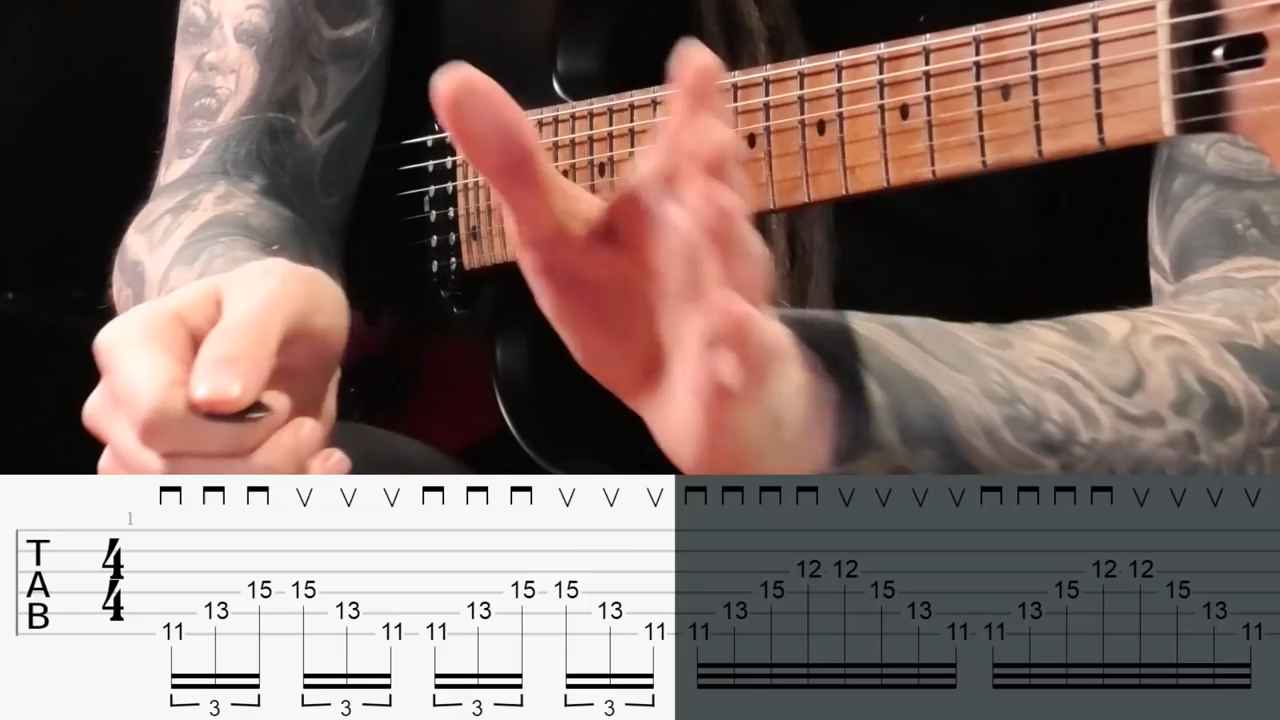 1
T 4 12 12 12 12
A 4 15 15 15 15 15 15 15 15
B 13 13 13 13 13 13 13 13
11 11 11 11 11 11 11 11
3 3 3 3